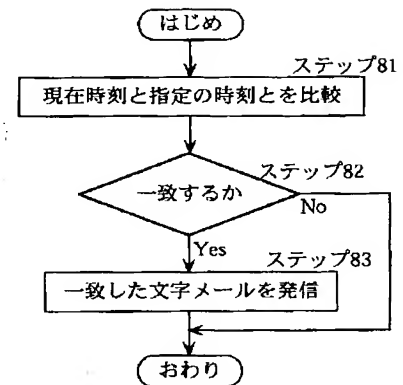 はじめ
ステップ81
現在時刻と指定の時刻とを比較
ステップ82
一致するか
No
Yes
ステップ83
一致した文字メールを発信
おわり